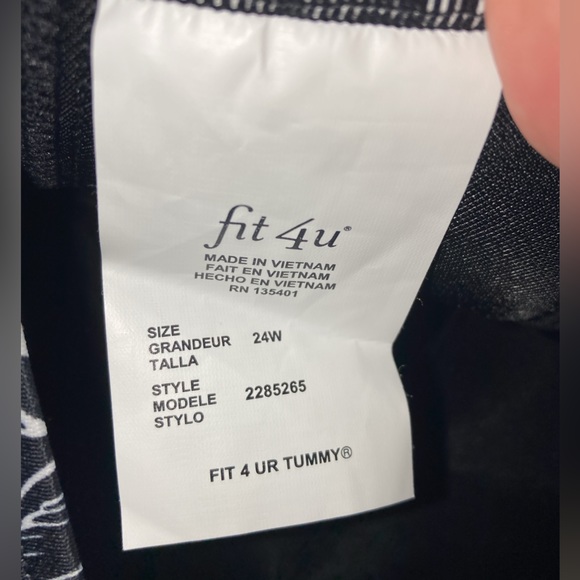 fit 4u®
MADE IN VIETNAM
FAIT EN VIETNAM
HECHO EN VIETNAM
RN 135401
SIZE
GRANDEUR 24W
TALLA
STYLE
MODELE 2285265
STYLO
FIT 4 UR TUMMY®